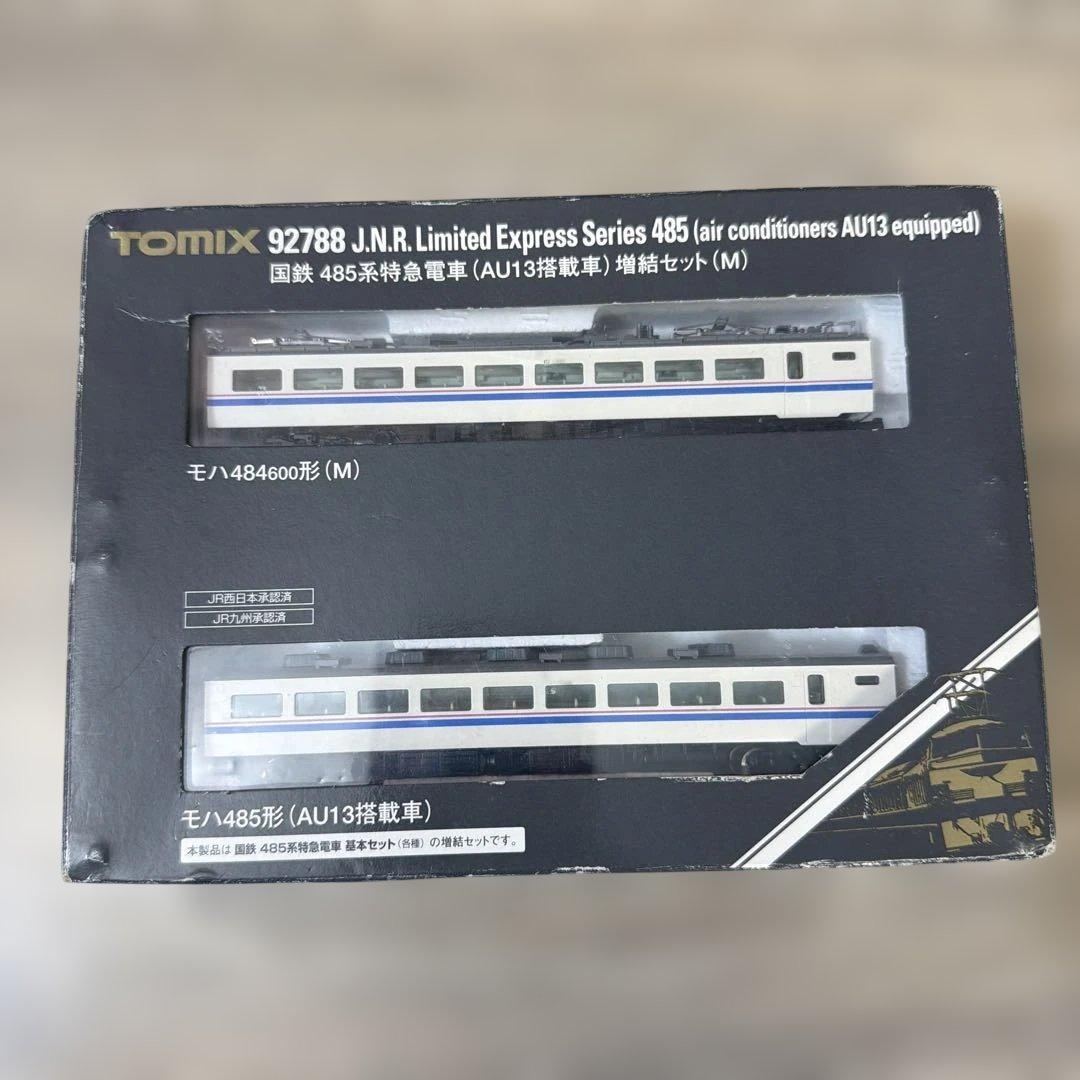 TOMIX 92788 J.N.R. Limited Express Series 485 (air conditioners AU13 equipped)
国鉄 485系特急電車(AU13搭載車)増結セット(M)
モハ484600形(M)
JR西日本承認済
JR九州承認済
モハ485形(AU13搭載車)
本製品は 国鉄 485系特急電車 基本セット(各種) の増結セットです。